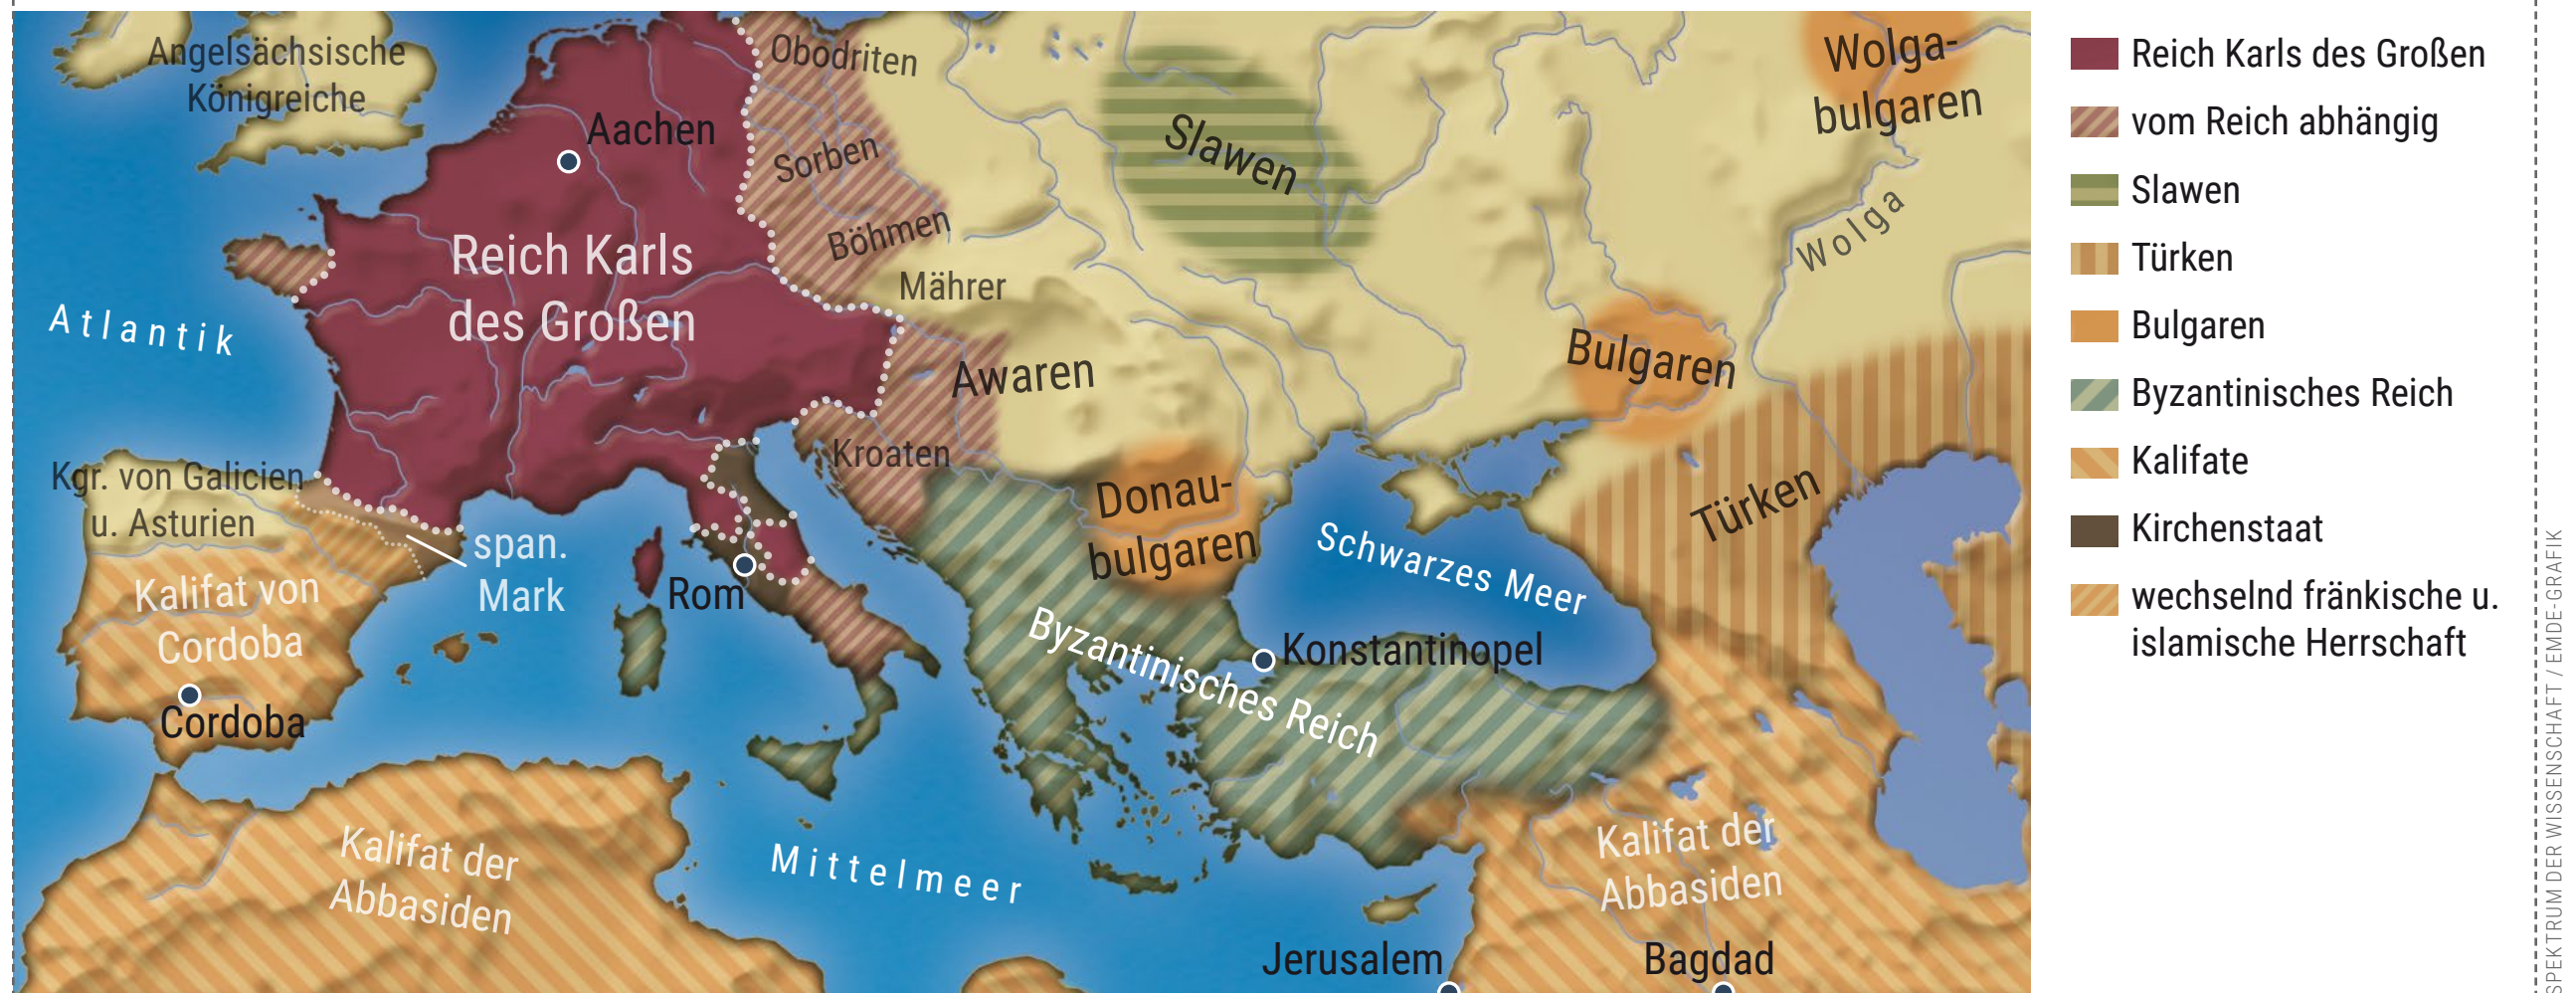 Angelsächsische
Königreiche
Obodriten
Aachen
Sorben
Böhmen
Mährer
Slawen
Wolga-
bulgaren
Wolga
Reich Karls
des Großen
Atlantik
Awaren
Bulgaren
Kroaten
Kgr. von Galicien
u. Asturien
span.
Mark
Donau-
bulgaren
Türken
Schwarzes Meer
Kalifat von
Cordoba
Cordoba
Rom
Konstantinopel
Byzantinisches Reich
Kalifat der
Abbasiden
Mittelmeer
Kalifat der
Abbasiden
Jerusalem
Bagdad
Reich Karls des Großen
vom Reich abhängig
Slawen
Türken
Bulgaren
Byzantinisches Reich
Kalifate
Kirchenstaat
wechselnd fränkische u.
islamische Herrschaft
SPEKTRUM DER WISSENSCHAFT / EMDE-GRAFIK